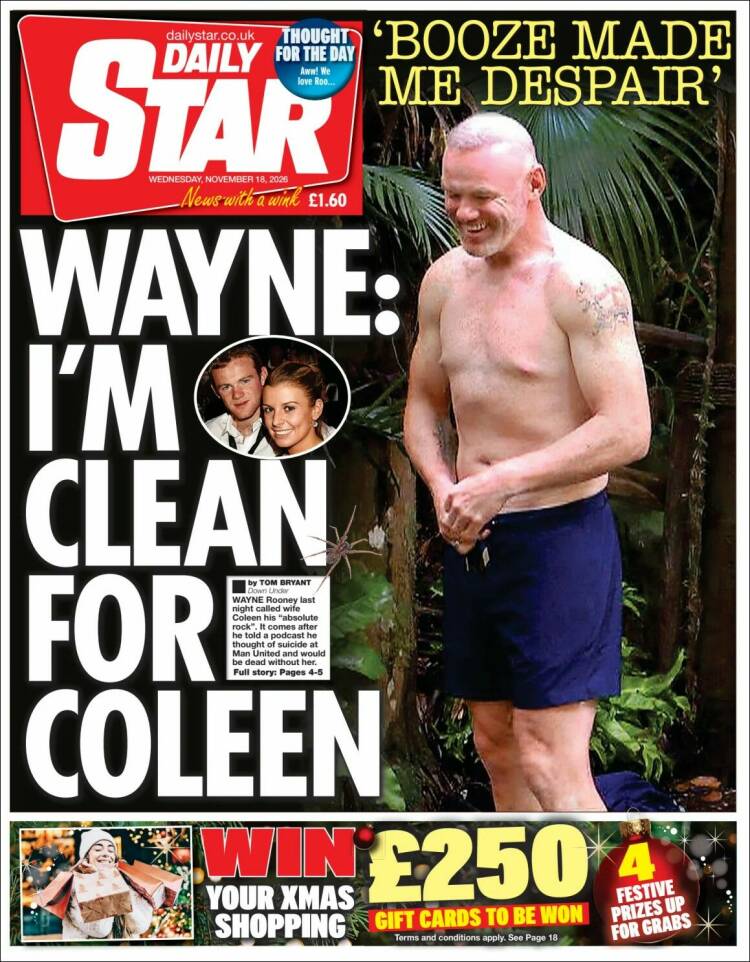 dailystar.co.uk
DAILY
STAR
THOUGHT
FOR THE DAY
Aww! We
love Roo...
WEDNESDAY, NOVEMBER 18, 2026
News with a wink £1.60
'BOOZE MADE
ME DESPAIR'
WAYNE:
I'M
CLEAN
FOR
COLEEN
by TOM BRYANT
Down Under
WAYNE Rooney last
night called wife
Coleen his "absolute
rock". It comes after
he told a podcast he
thought of suicide at
Man United and would
be dead without her.
Full story: Pages 4-5
WIN
YOUR XMAS
SHOPPING
£250
GIFT CARDS TO BE WON
Terms and conditions apply. See Page 18
4
FESTIVE
PRIZES UP
FOR GRABS